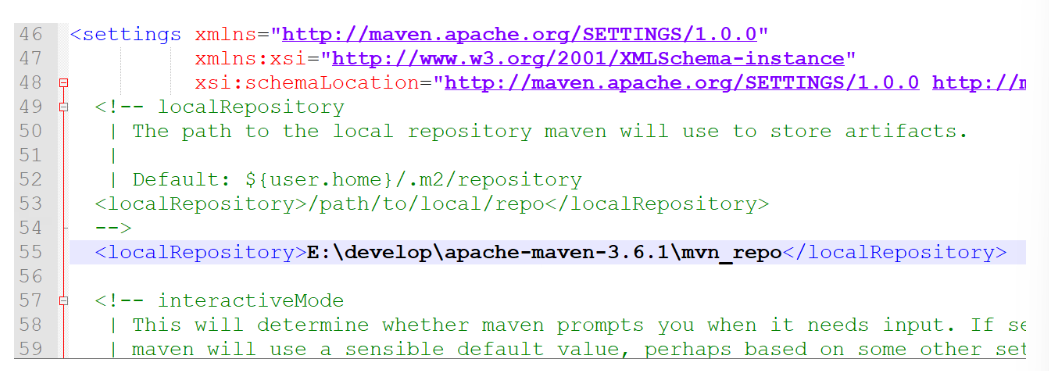 46 <settings xmlns="http://maven.apache.org/SETTINGS/1.0.0"
47 xmlns:xsi="http://www.w3.org/2001/XMLSchema-instance"
48 xsi:schemaLocation="http://maven.apache.org/SETTINGS/1.0.0 http://m
49 <!-- localRepository
50 | The path to the local repository maven will use to store artifacts.
51 |
52 | Default: ${user.home}/.m2/repository
53 <localRepository>/path/to/local/repo</localRepository>
54 -->
55 <localRepository>E:\develop\apache-maven-3.6.1\mvn_repo</localRepository>
56
57 <!-- interactiveMode
58 | This will determine whether maven prompts you when it needs input. If se
59 | maven will use a sensible default value, perhaps based on some other set